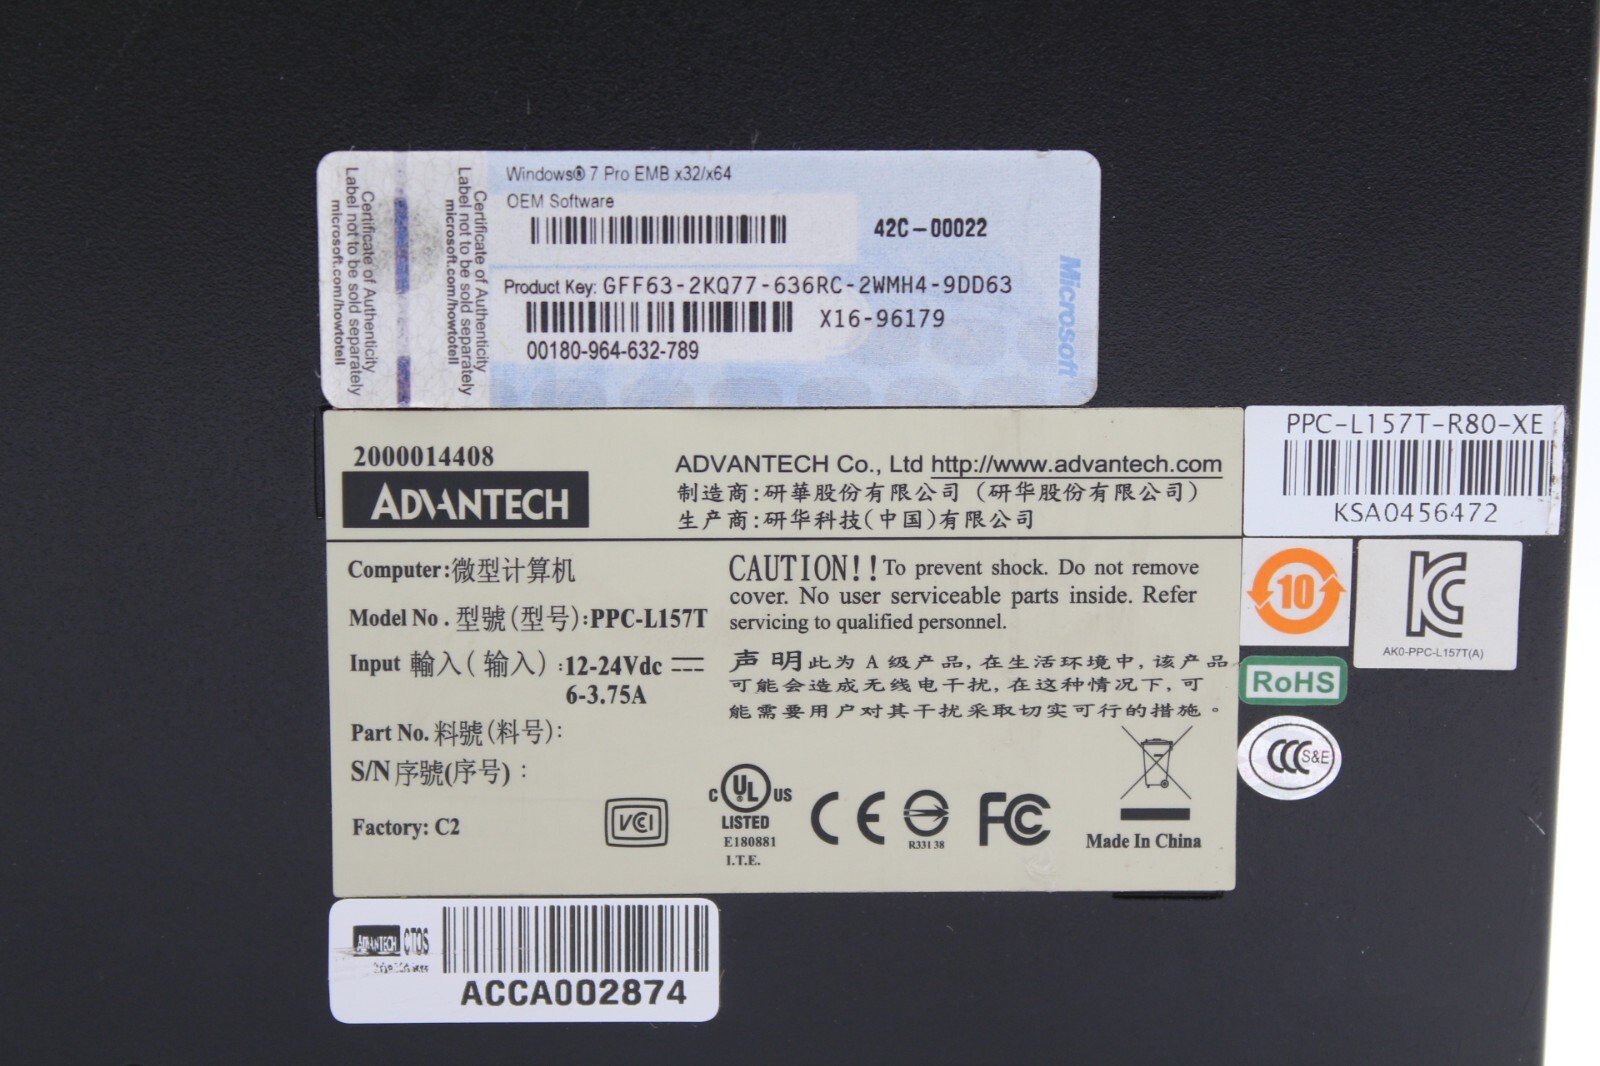 Certificate of Authenticity
Label not to be sold separately
microsoft.com/howtotell
Certificate of Authenticity
Label not to be sold separately
microsoft.com/howtotell
Windows® 7 Pro EMB x32/x64
OEM Software
42C-00022
Product Key: GFF63-2KQ77-636RC-2WMH4-9DD63
X16-96179
00180-964-632-789
Microsoft
2000014408
ADVANTECH
ADVANTECH Co., Ltd http://www.advantech.com
制造商:研華股份有限公司 (研华股份有限公司)
生产商:研华科技(中国)有限公司
Computer:微型计算机
Model No. 型號(型号):PPC-L157T
Input 輸入(输入):12-24Vdc
6-3.75A
Part No. 料號(料号):
S/N序號(序号):
Factory: C2
CAUTION!! To prevent shock. Do not remove
cover. No user serviceable parts inside. Refer
servicing to qualified personnel.
声明此为 A 级产品,在生活环境中,该产品
可能会造成无线电干扰,在这种情况下,可
能需要用户对其干扰采取切实可行的措施。
VCCI
C UL US
LISTED
E180881
I.T.E.
CE
R33138
FC
Made In China
PPC-L157T-R80-XE
KSA0456472
10
KC
AK0-PPC-L157T(A)
RoHS
CCC S&E
ADVANTECH CTOS
ACCA002874